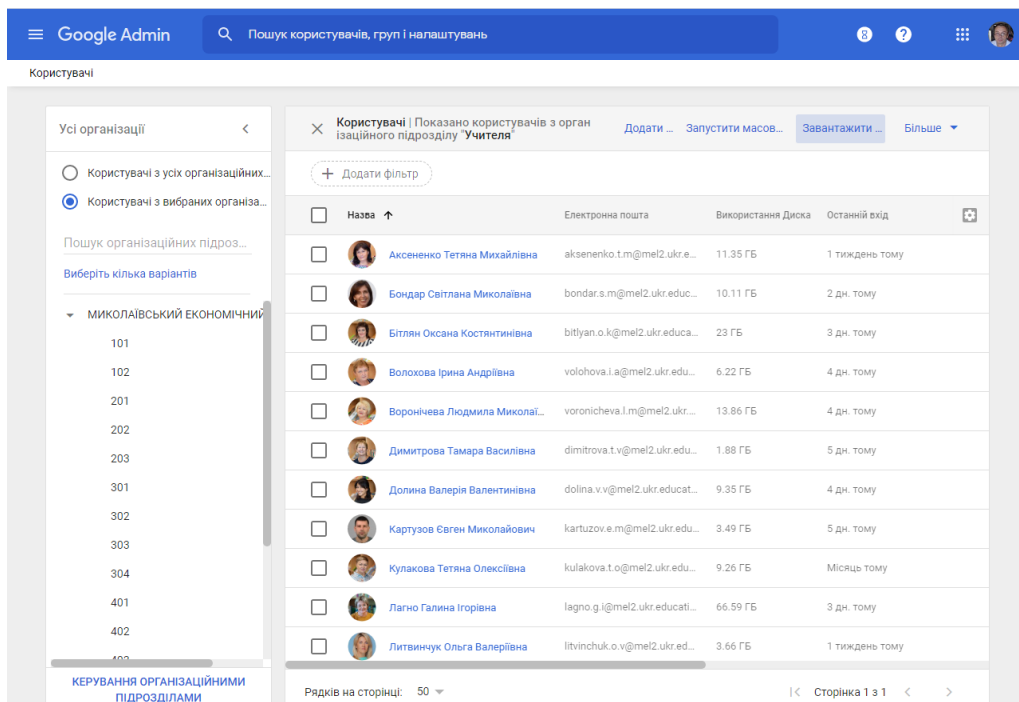 Google Admin
Пошук користувачів, груп і налаштувань
Користувачі
Усі організації
Користувачі з усіх організаційних...
Користувачі з вибраних організа...
Пошук організаційних підроз...
Виберіть кілька варіантів
МИКОЛАЇВСЬКИЙ ЕКОНОМІЧНИЙ
101
102
201
202
203
301
302
303
304
401
402
403
КЕРУВАННЯ ОРГАНІЗАЦІЙНИМИ
ПІДРОЗДІЛАМИ
Користувачі | Показано користувачів з орган
ізаційного підрозділу "Учителя"
Додати ... Запустити масов... Завантажити ... Більше
Додати фільтр
Назва Електронна пошта Використання Диска Останній вхід
Аксененко Тетяна Михайлівна aksenenko.t.m@mel2.ukr.e... 11.35 ГБ 1 тиждень тому
Бондар Світлана Миколаївна bondar.s.m@mel2.ukr.educ... 10.11 ГБ 2 дн. тому
Бітлян Оксана Костянтинівна bitlyan.o.k@mel2.ukr.educa... 23 ГБ 3 дн. тому
Волохова Ірина Андріївна volohova.i.a@mel2.ukr.edu... 6.22 ГБ 4 дн. тому
Воронічева Людмила Миколаї... voronicheva.l.m@mel2.ukr.... 13.86 ГБ 4 дн. тому
Димитрова Тамара Василівна dimitrova.t.v@mel2.ukr.edu... 1.88 ГБ 5 дн. тому
Долина Валерія Валентинівна dolina.v.v@mel2.ukr.educat... 9.35 ГБ 4 дн. тому
Картузов Євген Миколайович kartuzov.e.m@mel2.ukr.edu... 3.49 ГБ 5 дн. тому
Кулакова Тетяна Олексіївна kulakova.t.o@mel2.ukr.edu... 9.26 ГБ Місяць тому
Лагно Галина Ігорівна lagno.g.i@mel2.ukr.educati... 66.59 ГБ 3 дн. тому
Литвинчук Ольга Валеріївна litvinchuk.o.v@mel2.ukr.ed... 3.66 ГБ 1 тиждень тому
Рядків на сторінці: 50 Сторінка 1 з 1